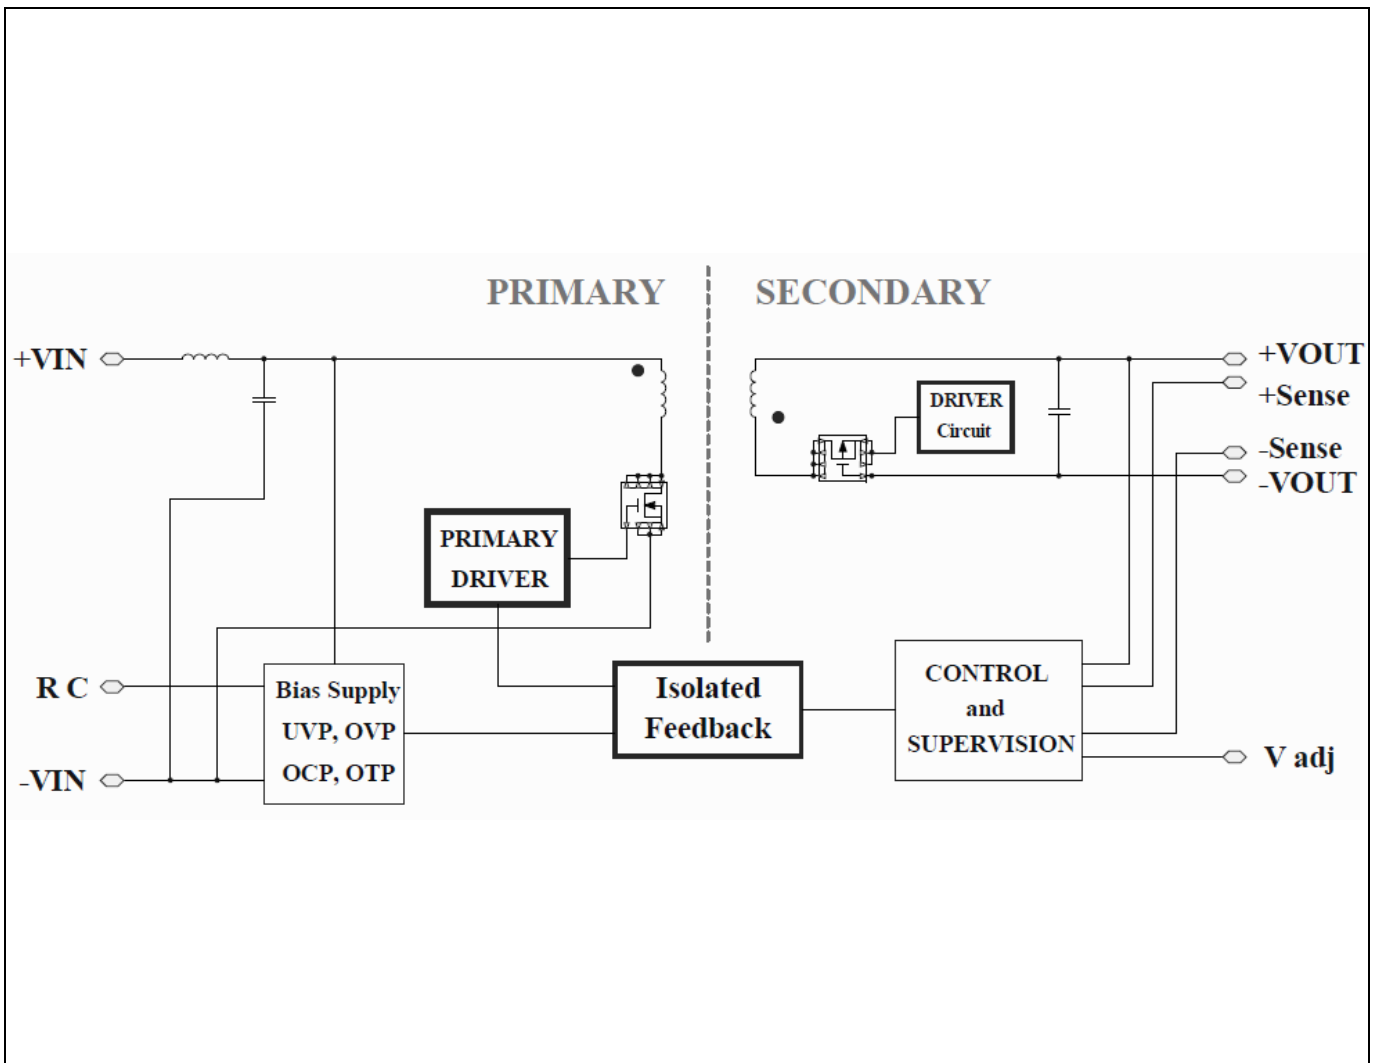 PRIMARY
SECONDARY
+VIN
+VOUT
+Sense
DRIVER
Circuit
-Sense
-VOUT
PRIMARY
DRIVER
R C
Bias Supply
UVP, OVP
OCP, OTP
Isolated
Feedback
CONTROL
and
SUPERVISION
-VIN
V adj